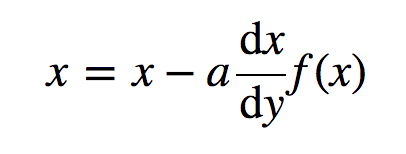 x = x − a dx/dy f(x)